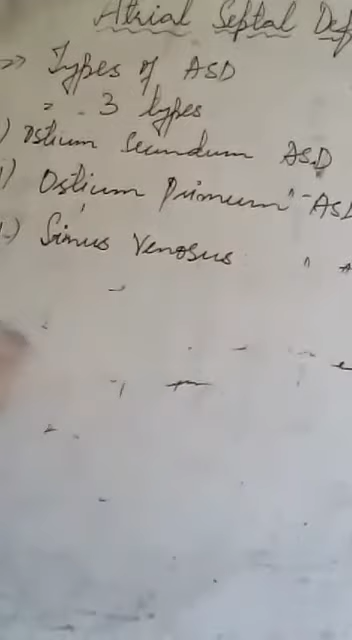 Atrial Septal Def
=> Types of ASD
3 types
) Ostium Secundum ASD
i) Ostium Primum " ASD
i.) Sinus Venosus " A